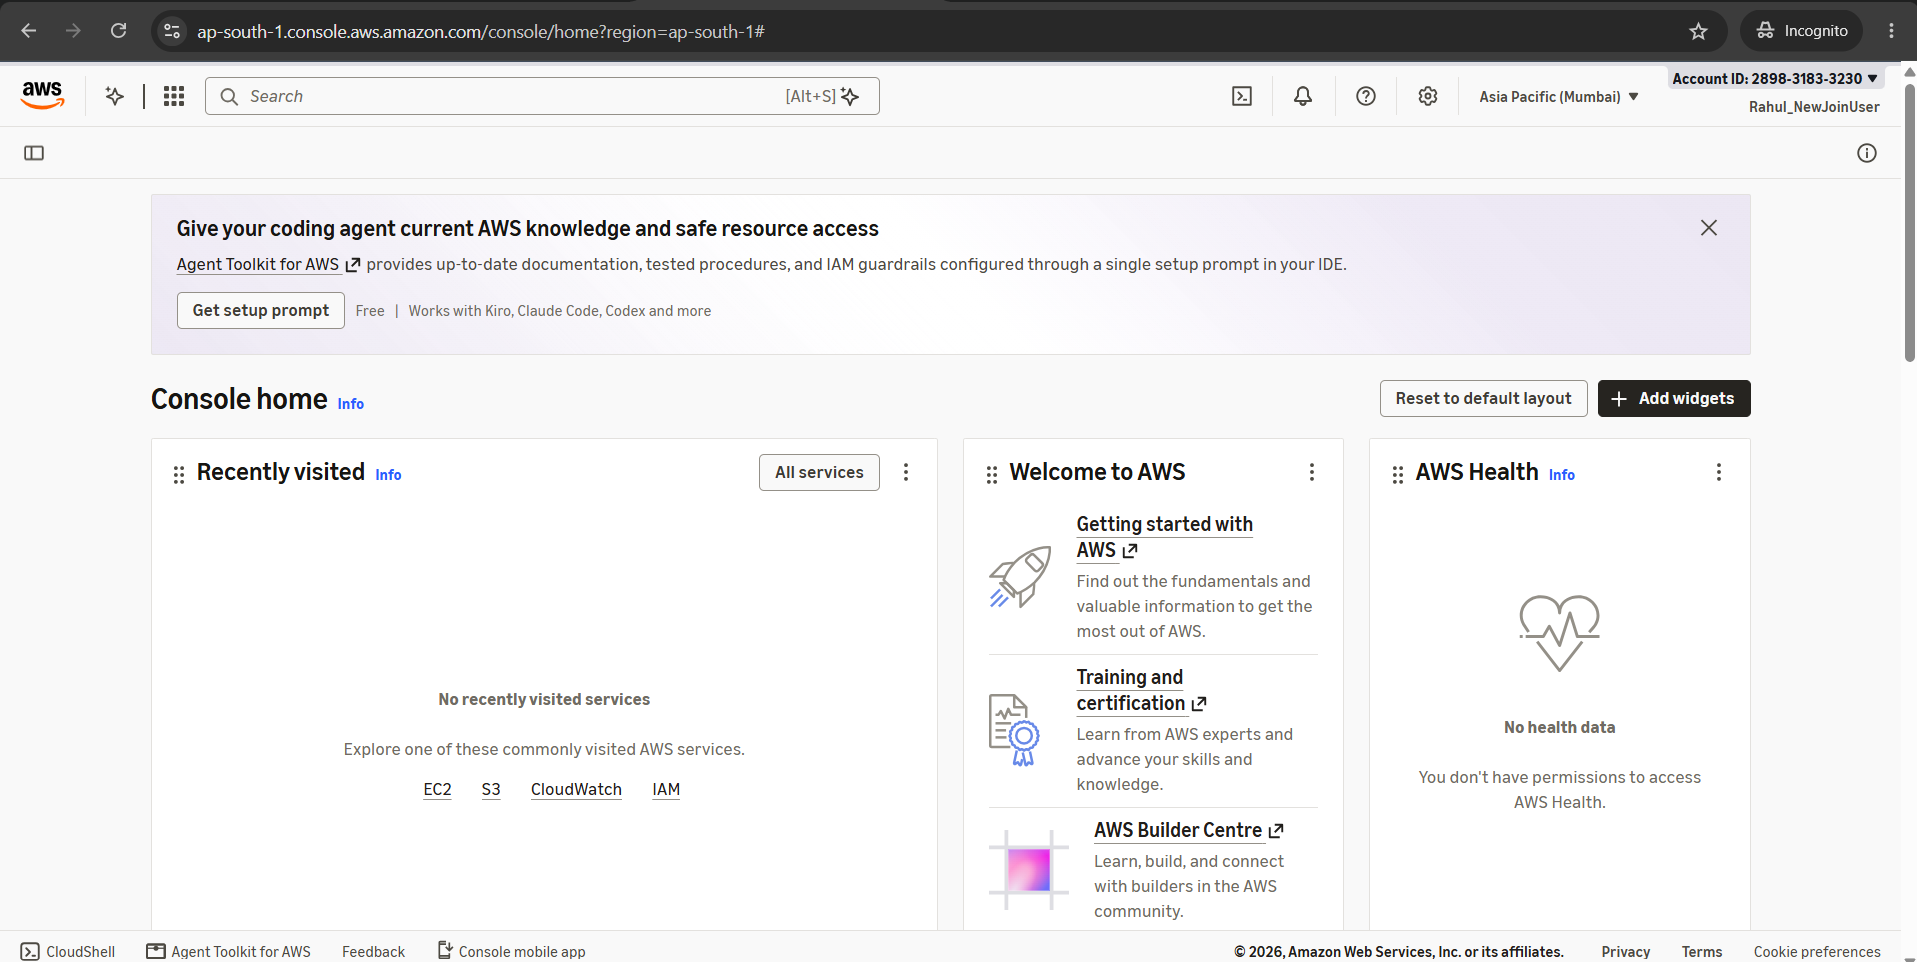 ap-south-1.console.aws.amazon.com/console/home?region=ap-south-1#
Incognito
aws
Search
[Alt+S]
Asia Pacific (Mumbai)
Account ID: 2898-3183-3230
Rahul_NewJoinUser
Give your coding agent current AWS knowledge and safe resource access
Agent Toolkit for AWS provides up-to-date documentation, tested procedures, and IAM guardrails configured through a single setup prompt in your IDE.
Get setup prompt
Free | Works with Kiro, Claude Code, Codex and more
Console home Info
Reset to default layout
+ Add widgets
Recently visited Info
All services
No recently visited services
Explore one of these commonly visited AWS services.
EC2 S3 CloudWatch IAM
Welcome to AWS
Getting started with
AWS
Find out the fundamentals and
valuable information to get the
most out of AWS.
Training and
certification
Learn from AWS experts and
advance your skills and
knowledge.
AWS Builder Centre
Learn, build, and connect
with builders in the AWS
community.
AWS Health Info
No health data
You don't have permissions to access
AWS Health.
CloudShell
Agent Toolkit for AWS
Feedback
Console mobile app
© 2026, Amazon Web Services, Inc. or its affiliates.
Privacy
Terms
Cookie preferences